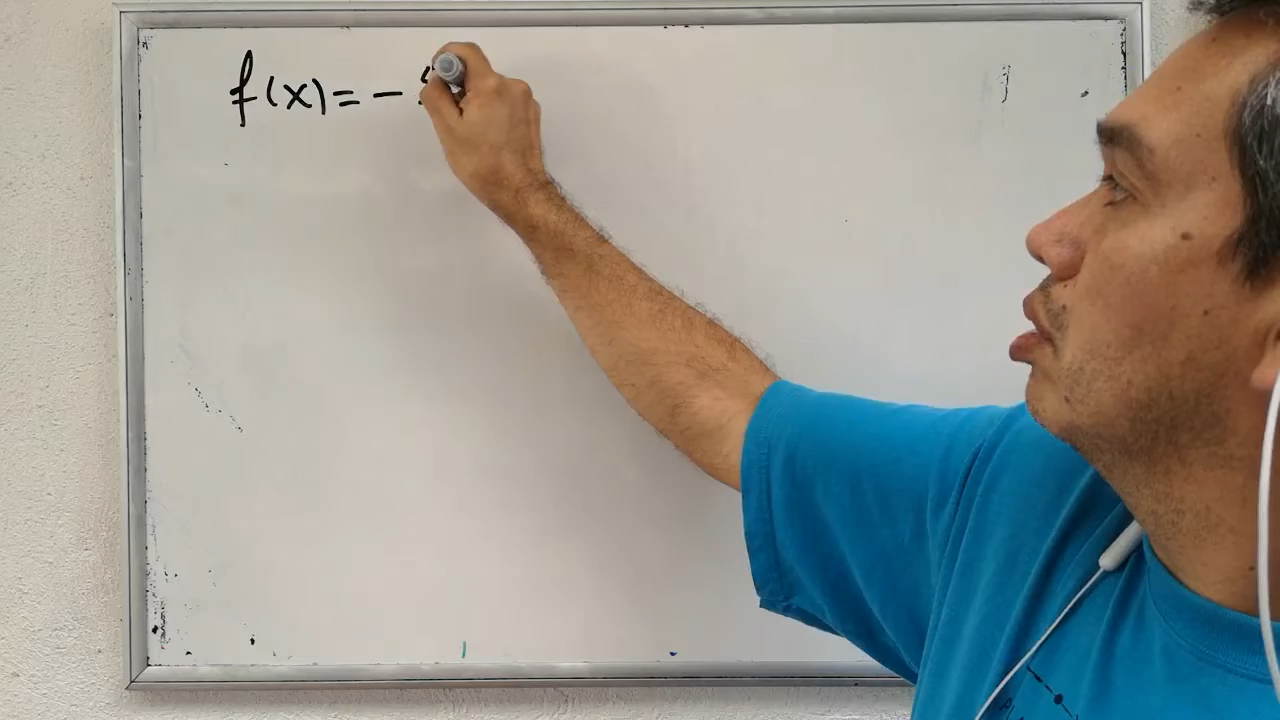 f(x) = -